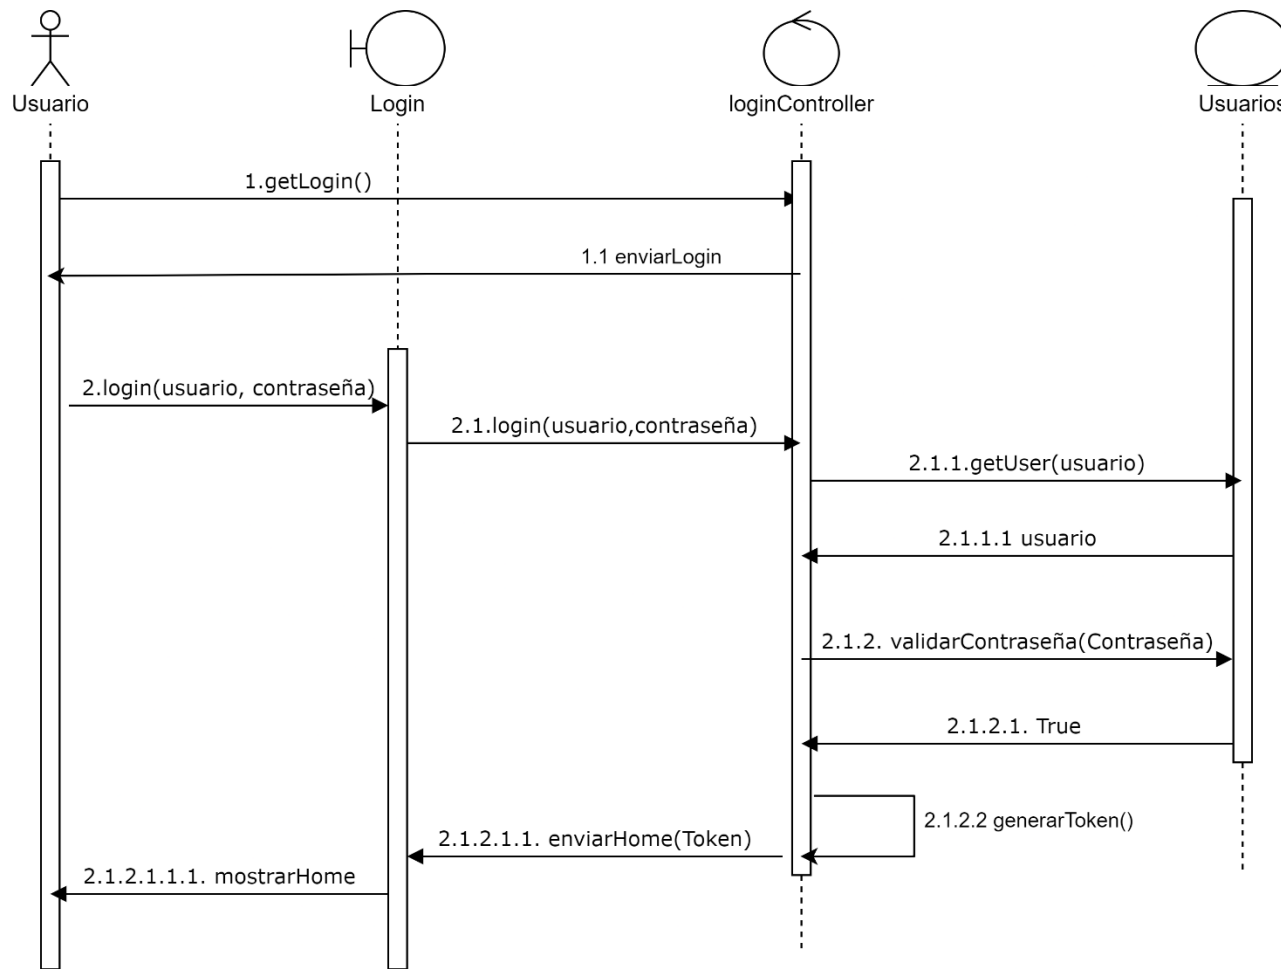 Usuario
Login
loginController
Usuarios
1.getLogin()
1.1 enviarLogin
2.login(usuario, contraseña)
2.1.login(usuario,contraseña)
2.1.1.getUser(usuario)
2.1.1.1 usuario
2.1.2. validarContraseña(Contraseña)
2.1.2.1. True
2.1.2.2 generarToken()
2.1.2.1.1. enviarHome(Token)
2.1.2.1.1.1. mostrarHome